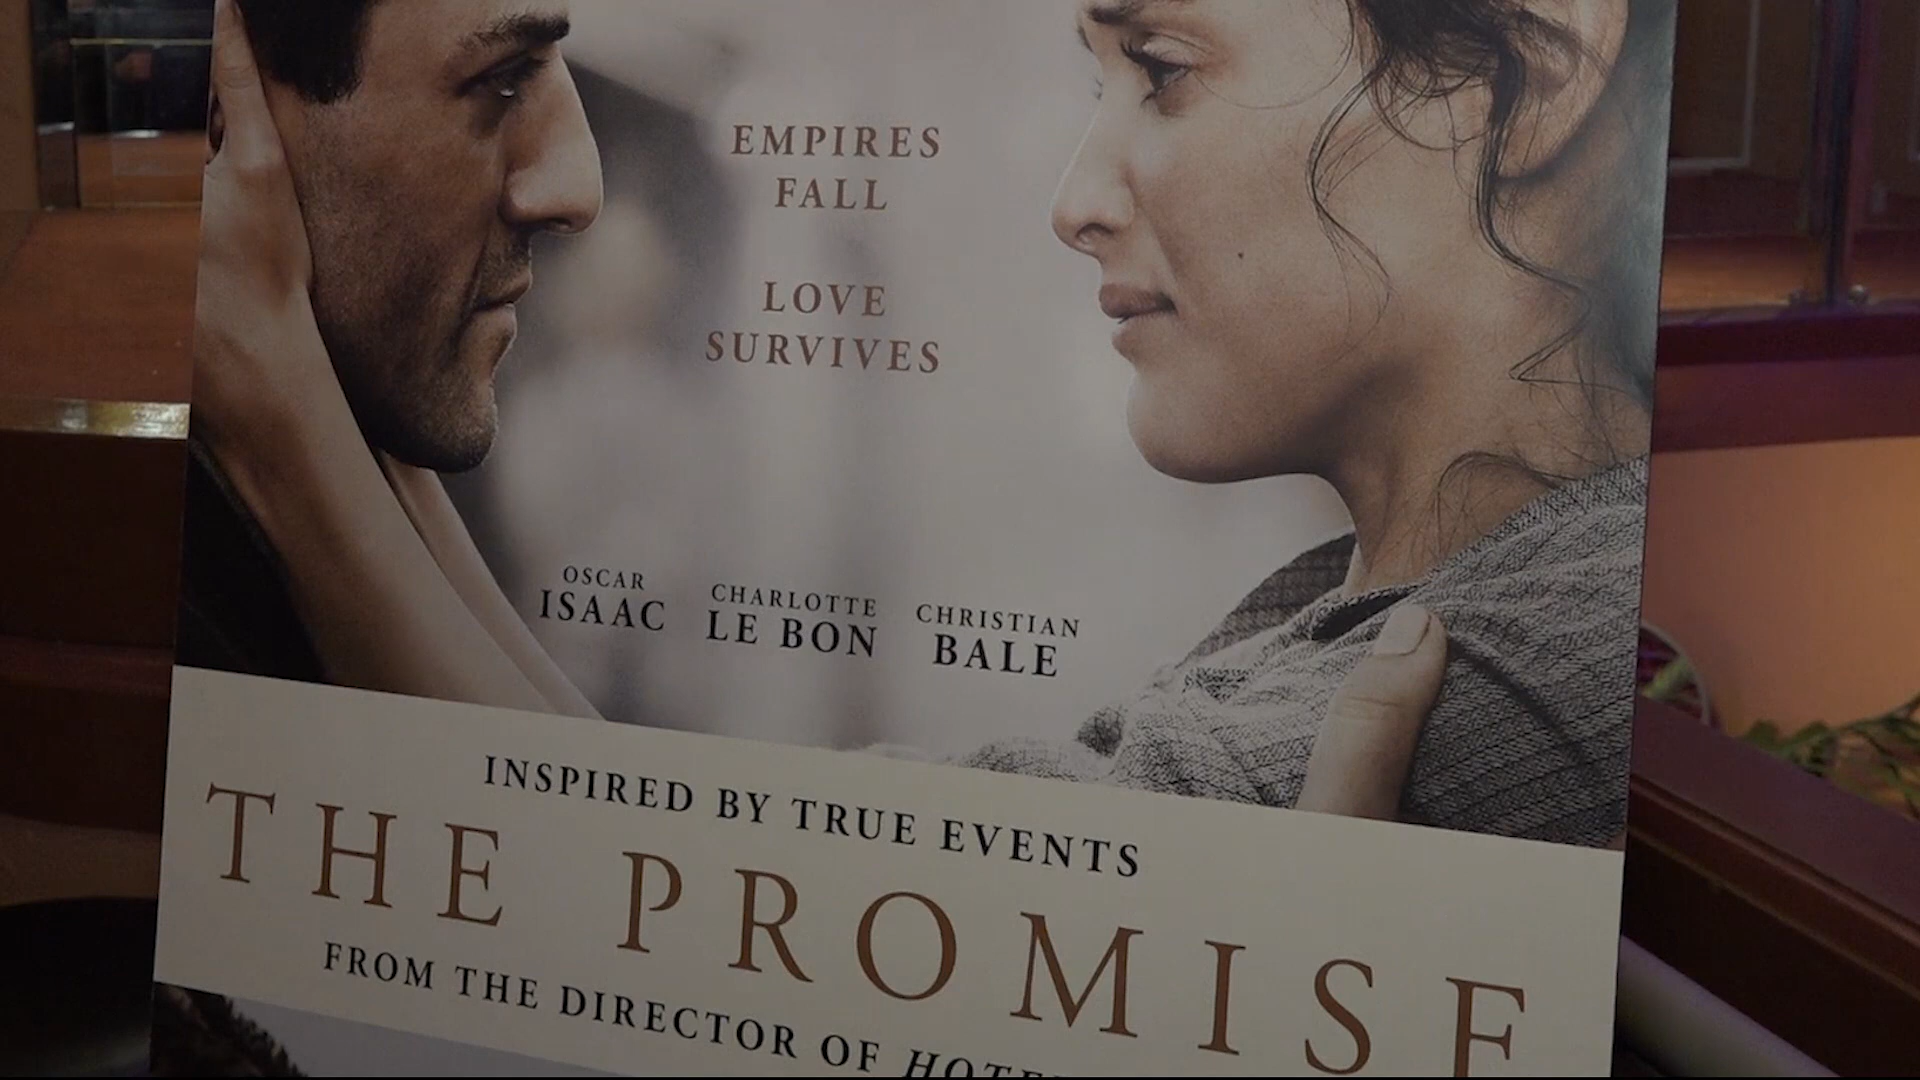 EMPIRES
FALL
LOVE
SURVIVES
OSCAR
ISAAC
CHARLOTTE
LE BON
CHRISTIAN
BALE
INSPIRED BY TRUE EVENTS
THE PROMISE
FROM THE DIRECTOR OF